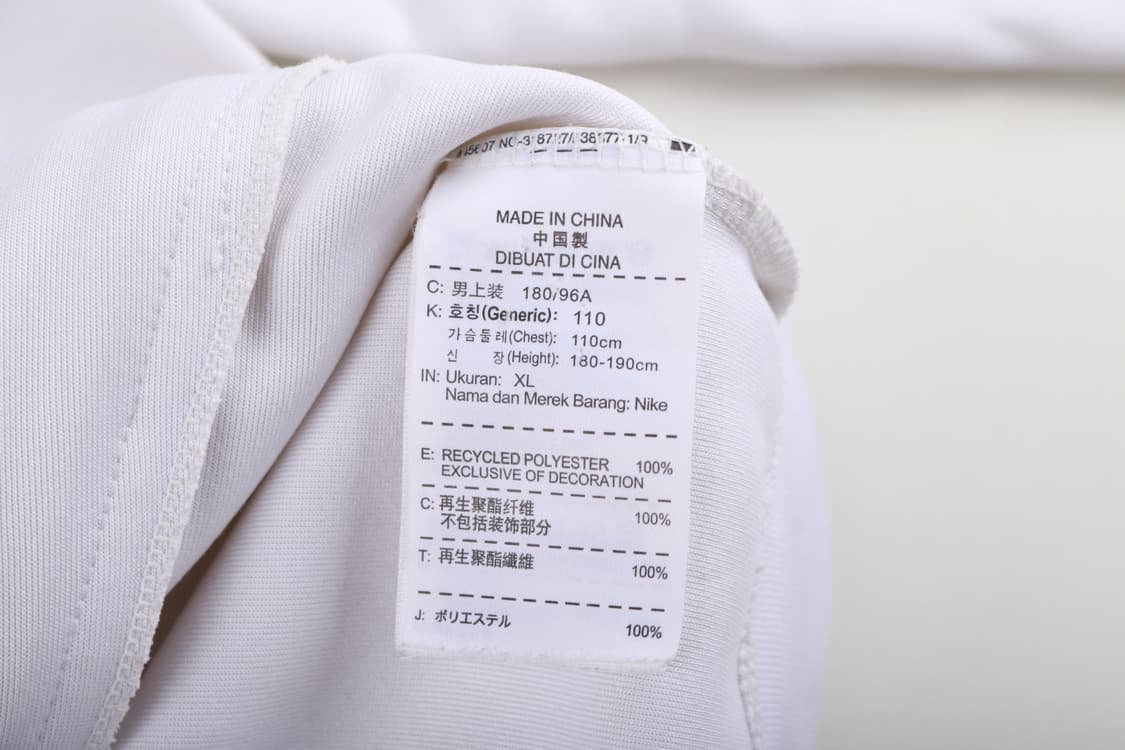 MADE IN CHINA
中国製
DIBUAT DI CINA
C: 男上装 180/96A
K: 호칭(Generic): 110
가슴둘레(Chest): 110cm
신 장(Height): 180-190cm
IN: Ukuran: XL
Nama dan Merek Barang: Nike
E: RECYCLED POLYESTER 100%
EXCLUSIVE OF DECORATION
C: 再生聚酯纤维 100%
不包括装饰部分
T: 再生聚酯纖維 100%
J: ポリエステル 100%